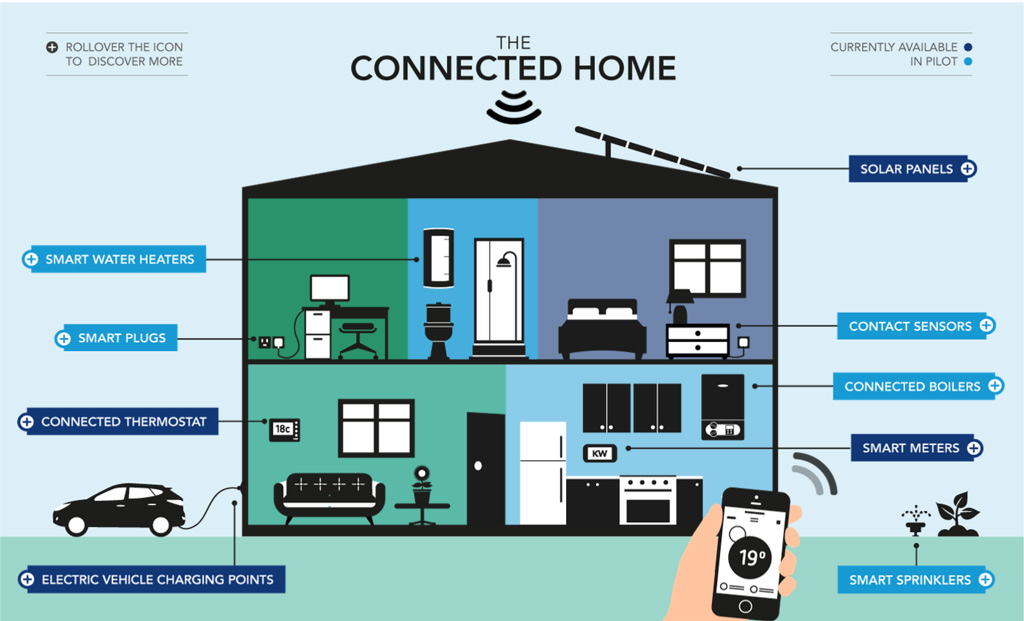 THE
CONNECTED HOME
ROLLOVER THE ICON
TO DISCOVER MORE
CURRENTLY AVAILABLE
IN PILOT
SOLAR PANELS
SMART WATER HEATERS
CONTACT SENSORS
SMART PLUGS
CONNECTED BOILERS
CONNECTED THERMOSTAT
18c
SMART METERS
KW
19º
ELECTRIC VEHICLE CHARGING POINTS
SMART SPRINKLERS